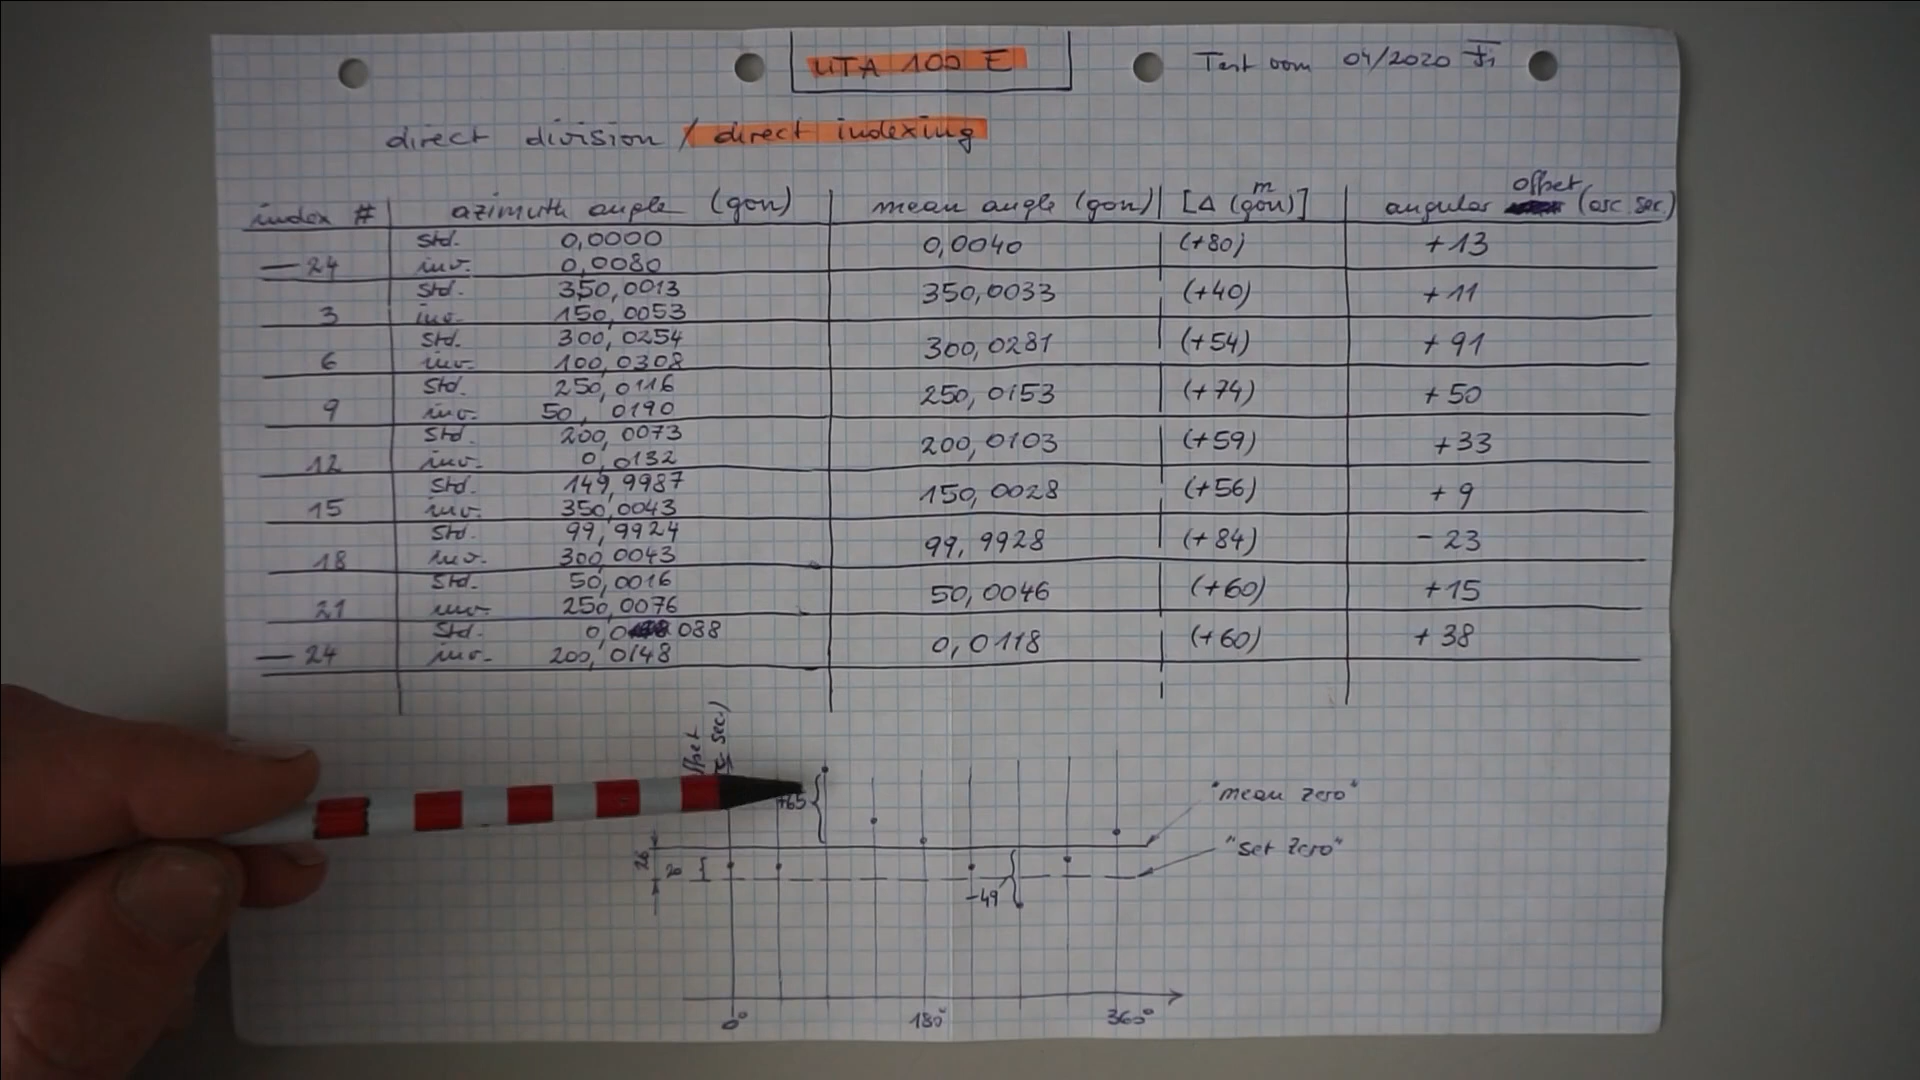 UTA 100 E
Test vom 04/2020
direct division / direct indexing
index # azimuth angle (gon) mean angle (gon) [Δ (mgon)] angular offset (arc sec.)
24 std. 0,0000 0,0040 (+80) +13
inv. 0,0080
3 std. 350,0013 350,0033 (+40) +11
inv. 150,0053
6 std. 300,0254 300,0281 (+54) +91
inv. 100,0308
9 std. 250,0116 250,0153 (+74) +50
inv. 50,0190
12 std. 200,0073 200,0103 (+59) +33
inv. 0,0132
15 std. 149,9987 150,0028 (+56) +9
inv. 350,0043
18 std. 99,9924 99,9928 (+84) -23
inv. 300,0043
21 std. 50,0016 50,0046 (+60) +15
inv. 250,0076
24 std. 0,0088 0,0118 (+60) +38
inv. 200,0148
sec.)
+65
"mean zero"
"set zero"
26
20
-49
0° 180° 360°